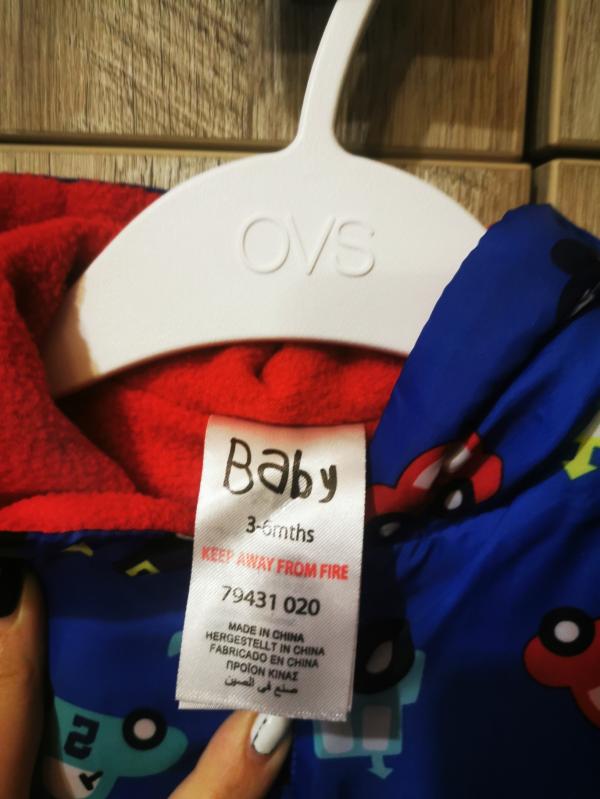 OVS
Baby
3-6mths
KEEP AWAY FROM FIRE
79431 020
MADE IN CHINA
HERGESTELLT IN CHINA
FABRICADO EN CHINA
ΠΡΟΪΟΝ ΚΙΝΑΣ
صنع في الصين